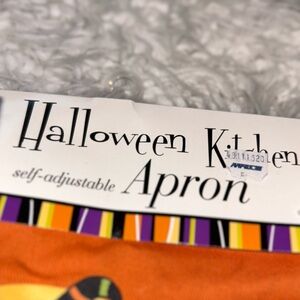 Halloween Kitchen
self-adjustable Apron